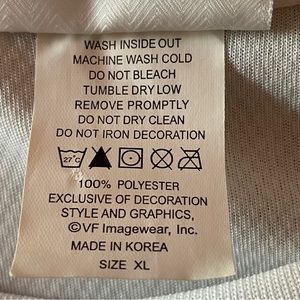 WASH INSIDE OUT
MACHINE WASH COLD
DO NOT BLEACH
TUMBLE DRY LOW
REMOVE PROMPTLY
DO NOT DRY CLEAN
DO NOT IRON DECORATION
27°C
100% POLYESTER
EXCLUSIVE OF DECORATION
STYLE AND GRAPHICS,
©VF Imagewear, Inc.
MADE IN KOREA
SIZE XL